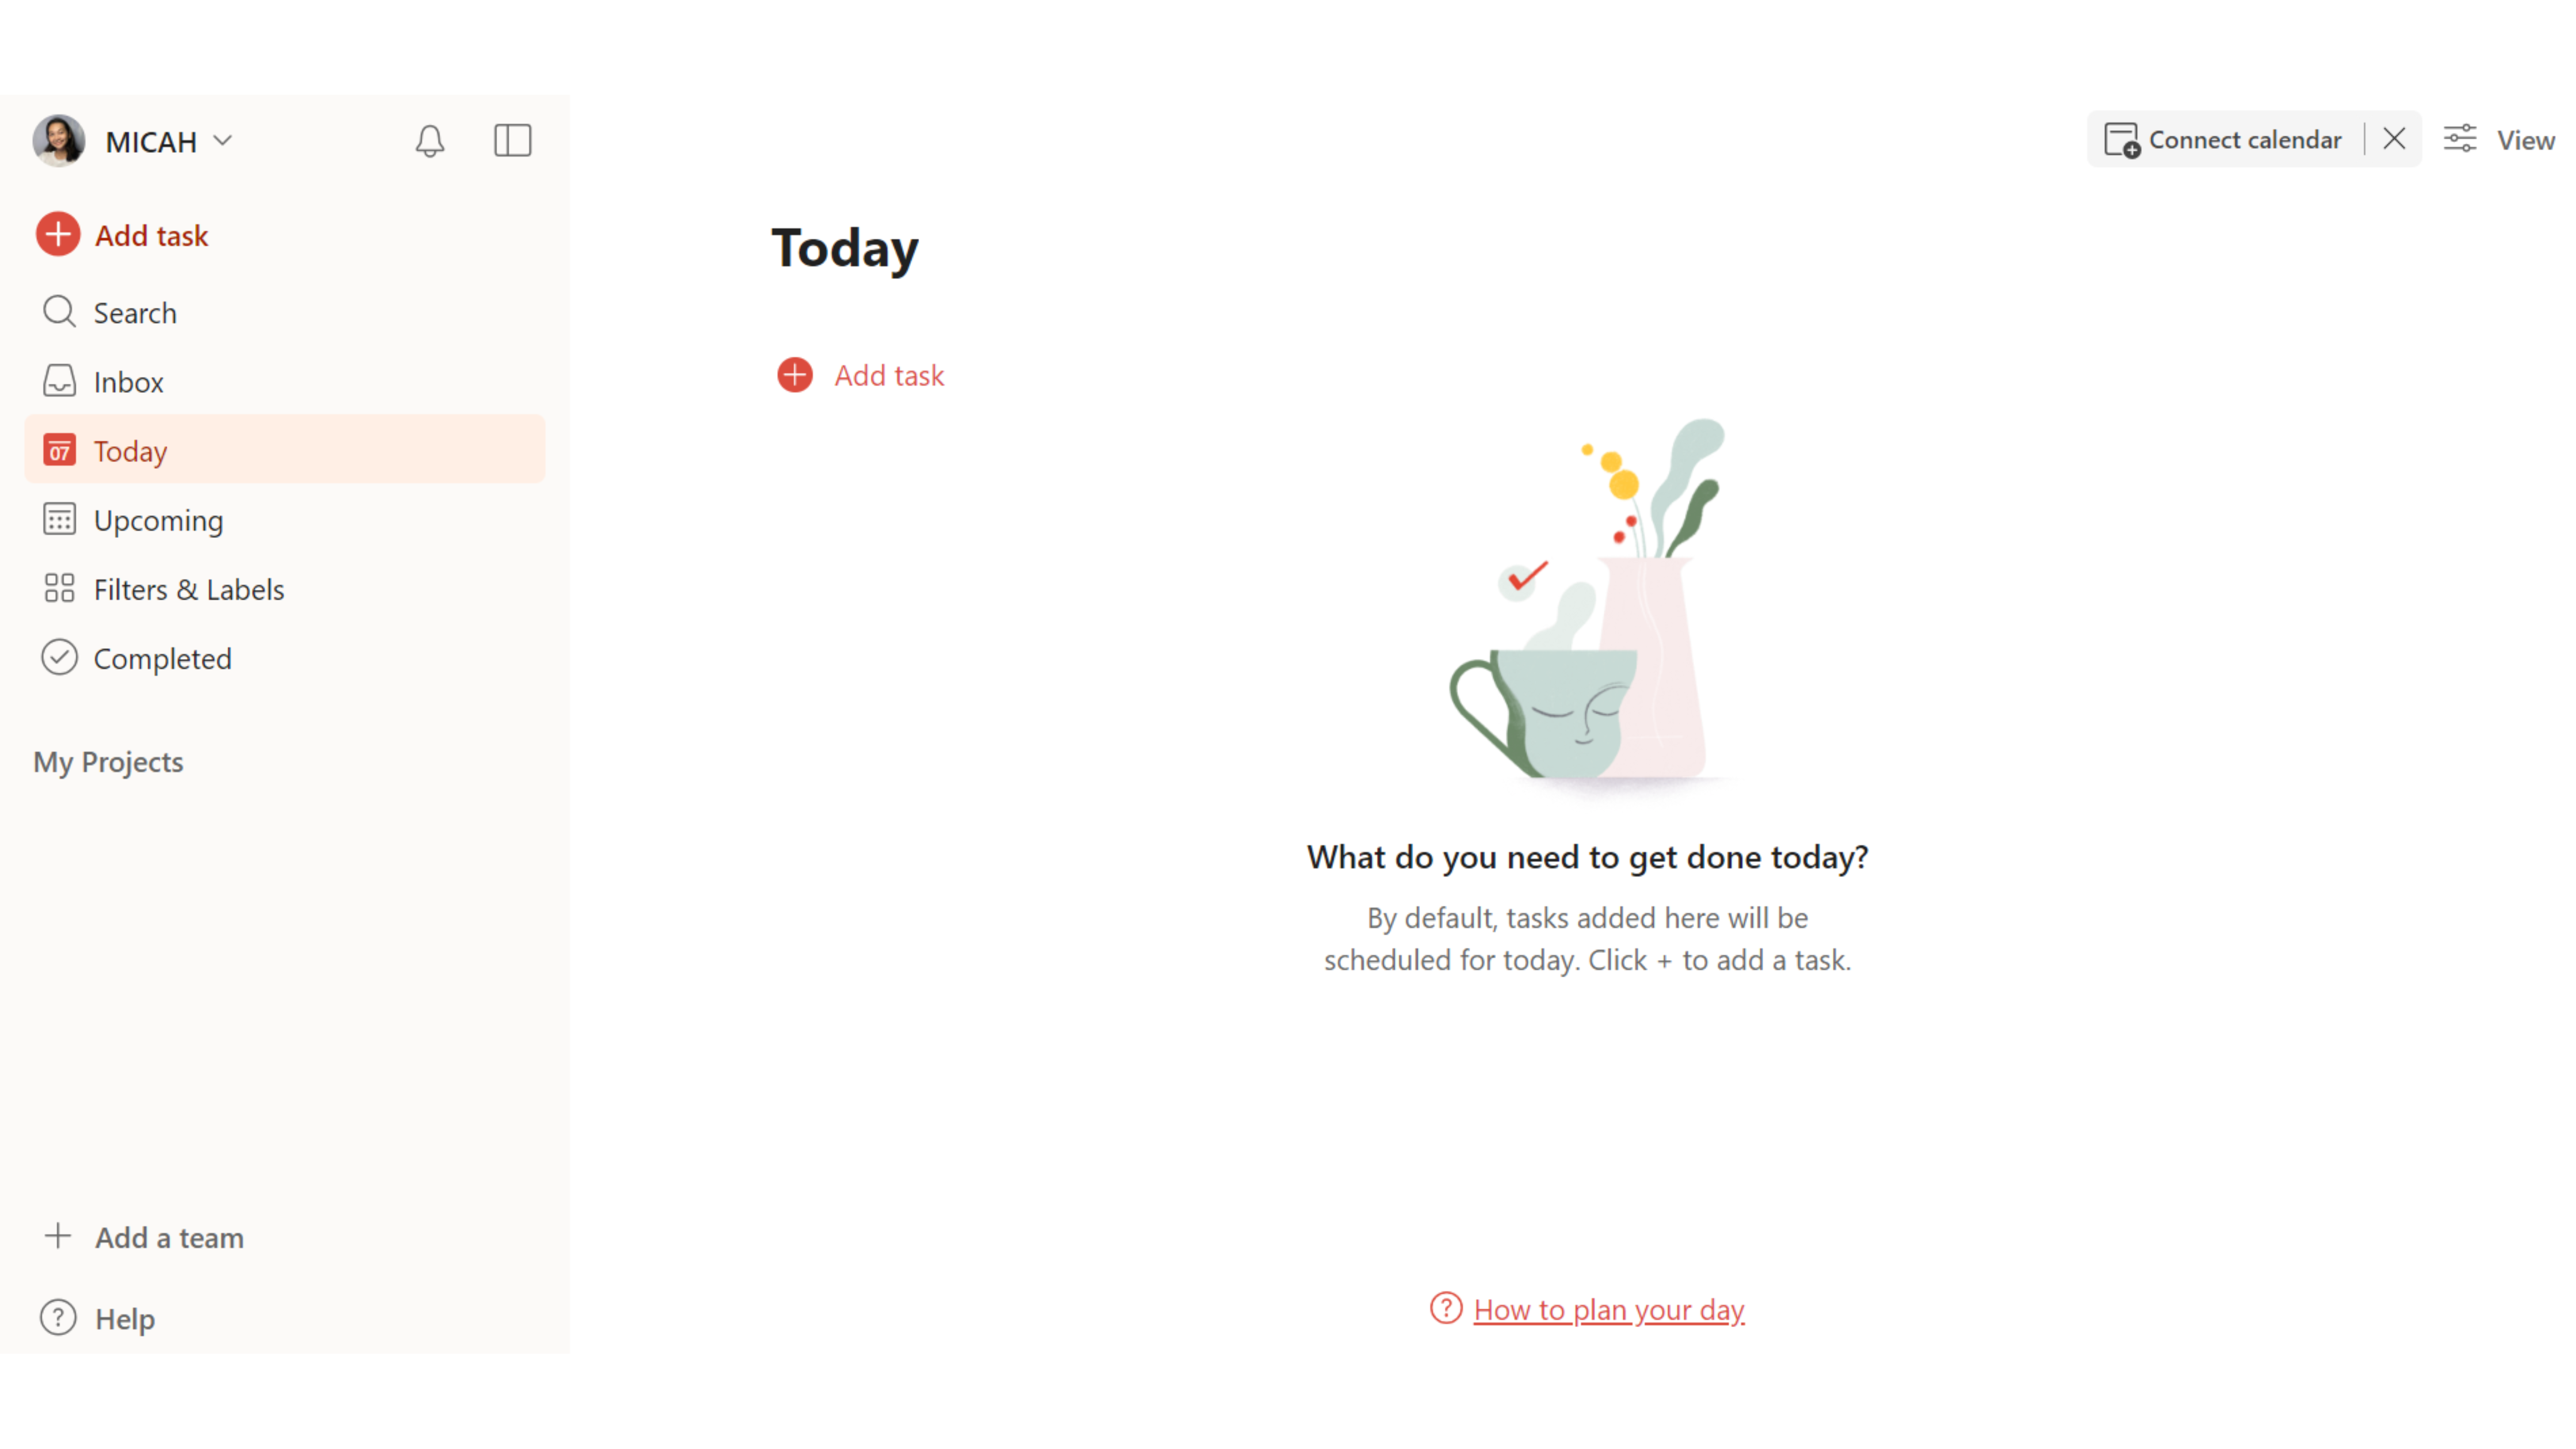 MICAH
Connect calendar
View
Add task
Search
Inbox
07 Today
Upcoming
Filters & Labels
Completed
My Projects
Add a team
Help
Today
Add task
What do you need to get done today?
By default, tasks added here will be
scheduled for today. Click + to add a task.
How to plan your day